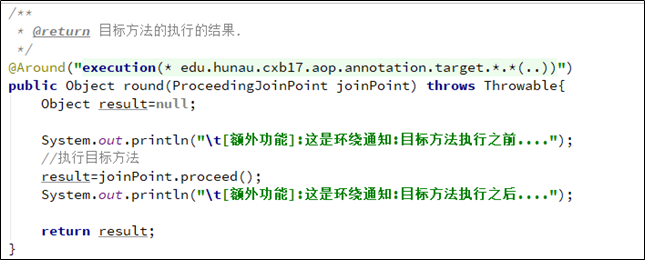 /**
 * @return 目标方法的执行的结果.
 */
@Around("execution(* edu.hunau.cxb17.aop.annotation.target.*.*(..))")
public Object round(ProceedingJoinPoint joinPoint) throws Throwable{
    Object result=null;
    System.out.println("\t[额外功能]:这是环绕通知:目标方法执行之前....");
    //执行目标方法
    result=joinPoint.proceed();
    System.out.println("\t[额外功能]:这是环绕通知:目标方法执行之后....");
    return result;
}